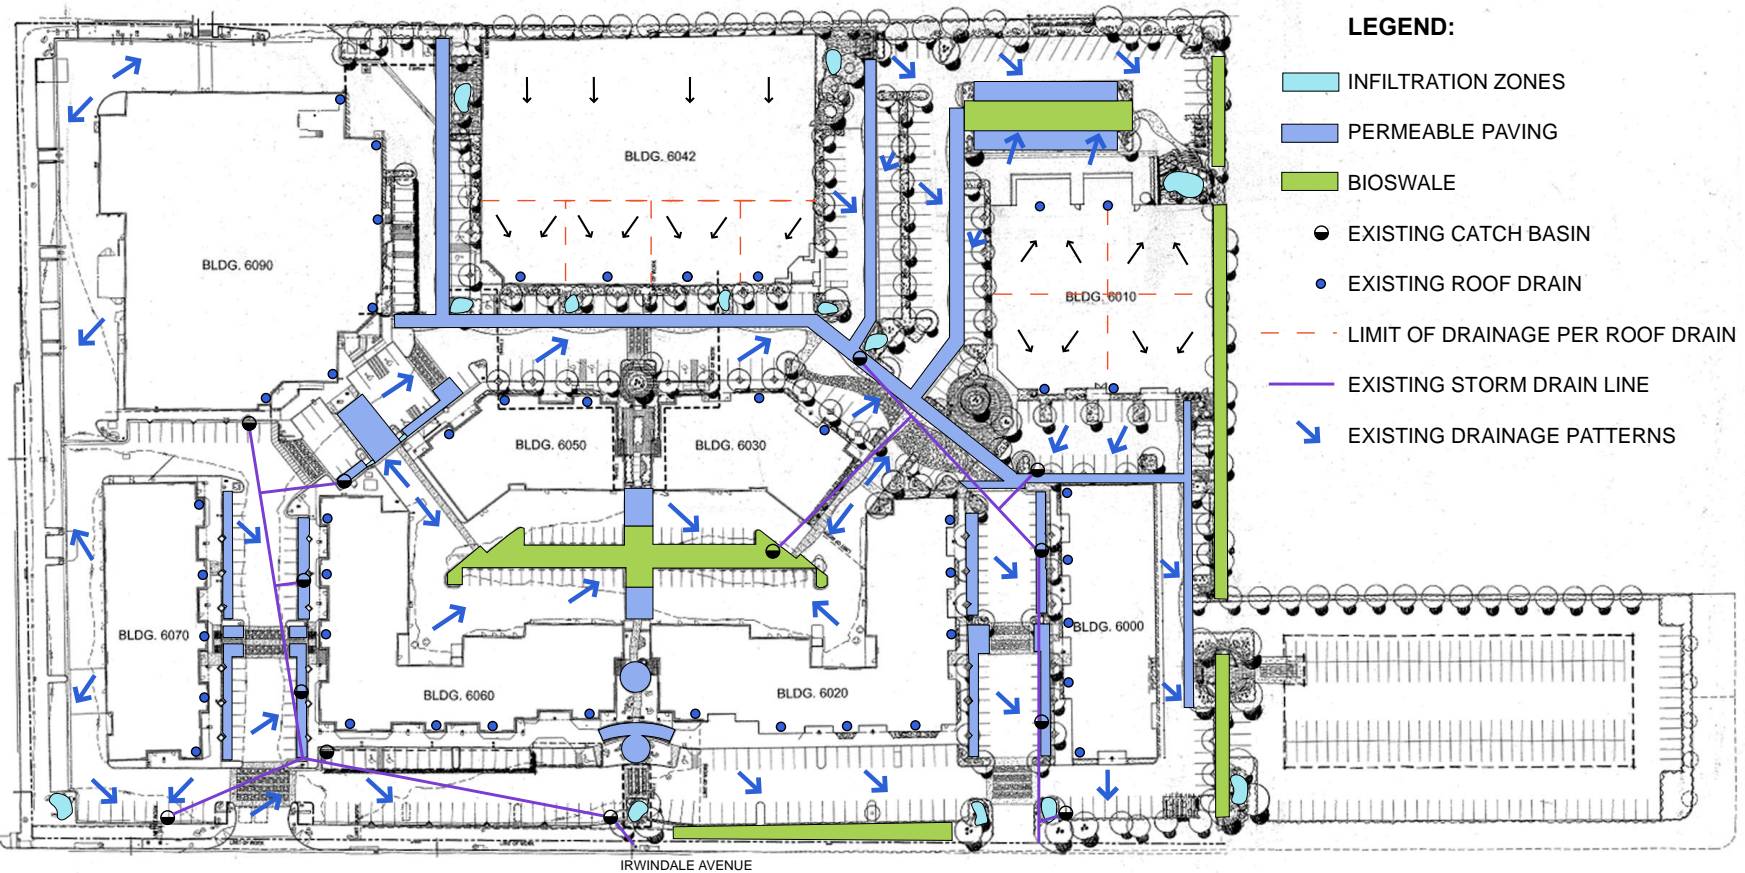 LEGEND:
INFILTRATION ZONES
PERMEABLE PAVING
BIOSWALE
EXISTING CATCH BASIN
EXISTING ROOF DRAIN
LIMIT OF DRAINAGE PER ROOF DRAIN
EXISTING STORM DRAIN LINE
EXISTING DRAINAGE PATTERNS
BLDG. 6042
BLDG. 6090
BLDG. 6010
BLDG. 6050
BLDG. 6030
BLDG. 6070
BLDG. 6000
BLDG. 6060
BLDG. 6020
IRWINDALE AVENUE